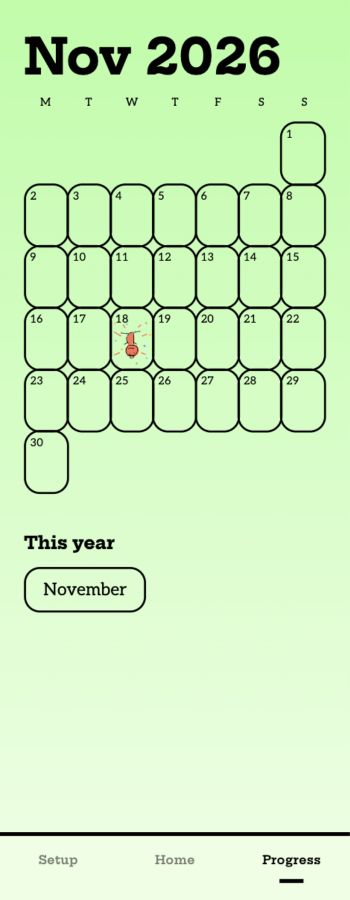 Nov 2026
M T W T F S S
1
2 3 4 5 6 7 8
9 10 11 12 13 14 15
16 17 18 19 20 21 22
23 24 25 26 27 28 29
30
This year
November
Setup Home Progress